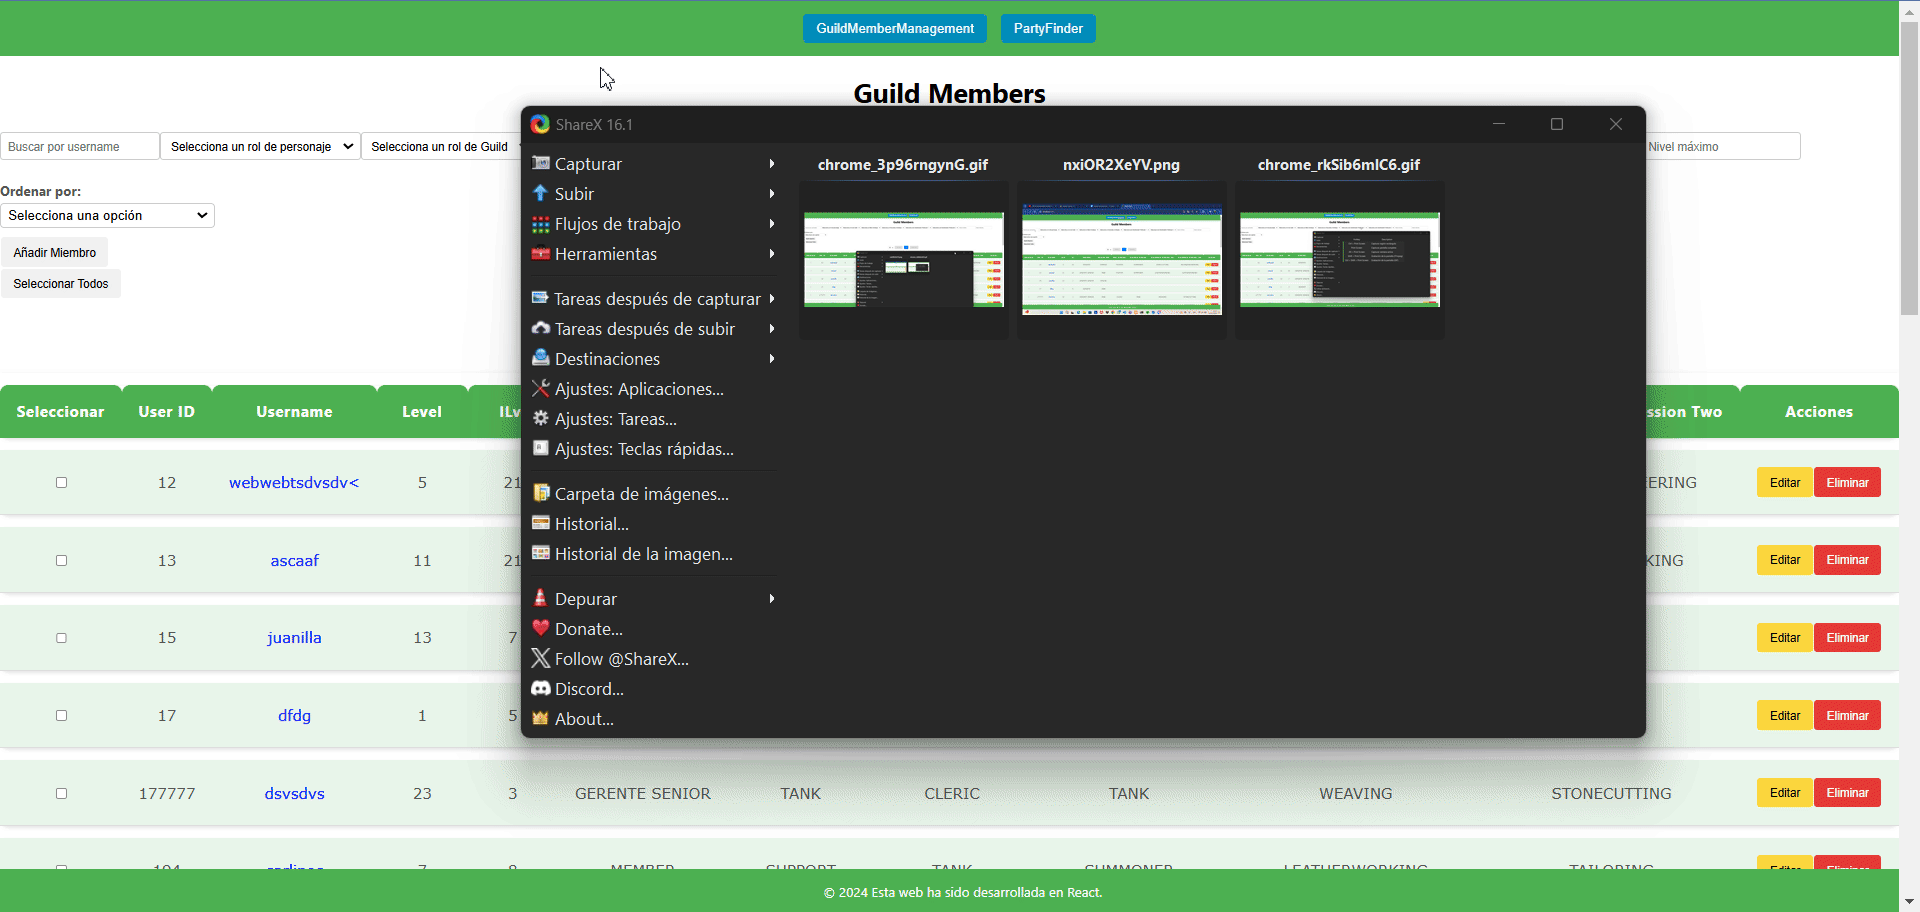 GuildMemberManagement PartyFinder
Guild Members
Buscar por username Selecciona un rol de personaje Selecciona un rol de Guild Nivel máximo
Ordenar por:
Selecciona una opción
Añadir Miembro
Seleccionar Todos
ShareX 16.1
Capturar
Subir
Flujos de trabajo
Herramientas
Tareas después de capturar
Tareas después de subir
Destinaciones
Ajustes: Aplicaciones...
Ajustes: Tareas...
Ajustes: Teclas rápidas...
Carpeta de imágenes...
Historial...
Historial de la imagen...
Depurar
Donate...
Follow @ShareX...
Discord...
About...
chrome_3p96rngynG.gif nxiOR2XeYV.png chrome_rkSib6mIC6.gif
Seleccionar User ID Username Level ILv ssion Two Acciones
12 webwebtsdvsdv< 5 21 ERING Editar Eliminar
13 ascaaf 11 21 KING Editar Eliminar
15 juanilla 13 7 Editar Eliminar
17 dfdg 1 5 Editar Eliminar
177777 dsvsdvs 23 3 GERENTE SENIOR TANK CLERIC TANK WEAVING STONECUTTING Editar Eliminar
MEMBER SUPPORT TANK SUMMONER LEATHERWORKING TAILORING Editar Eliminar
© 2024 Esta web ha sido desarrollada en React.